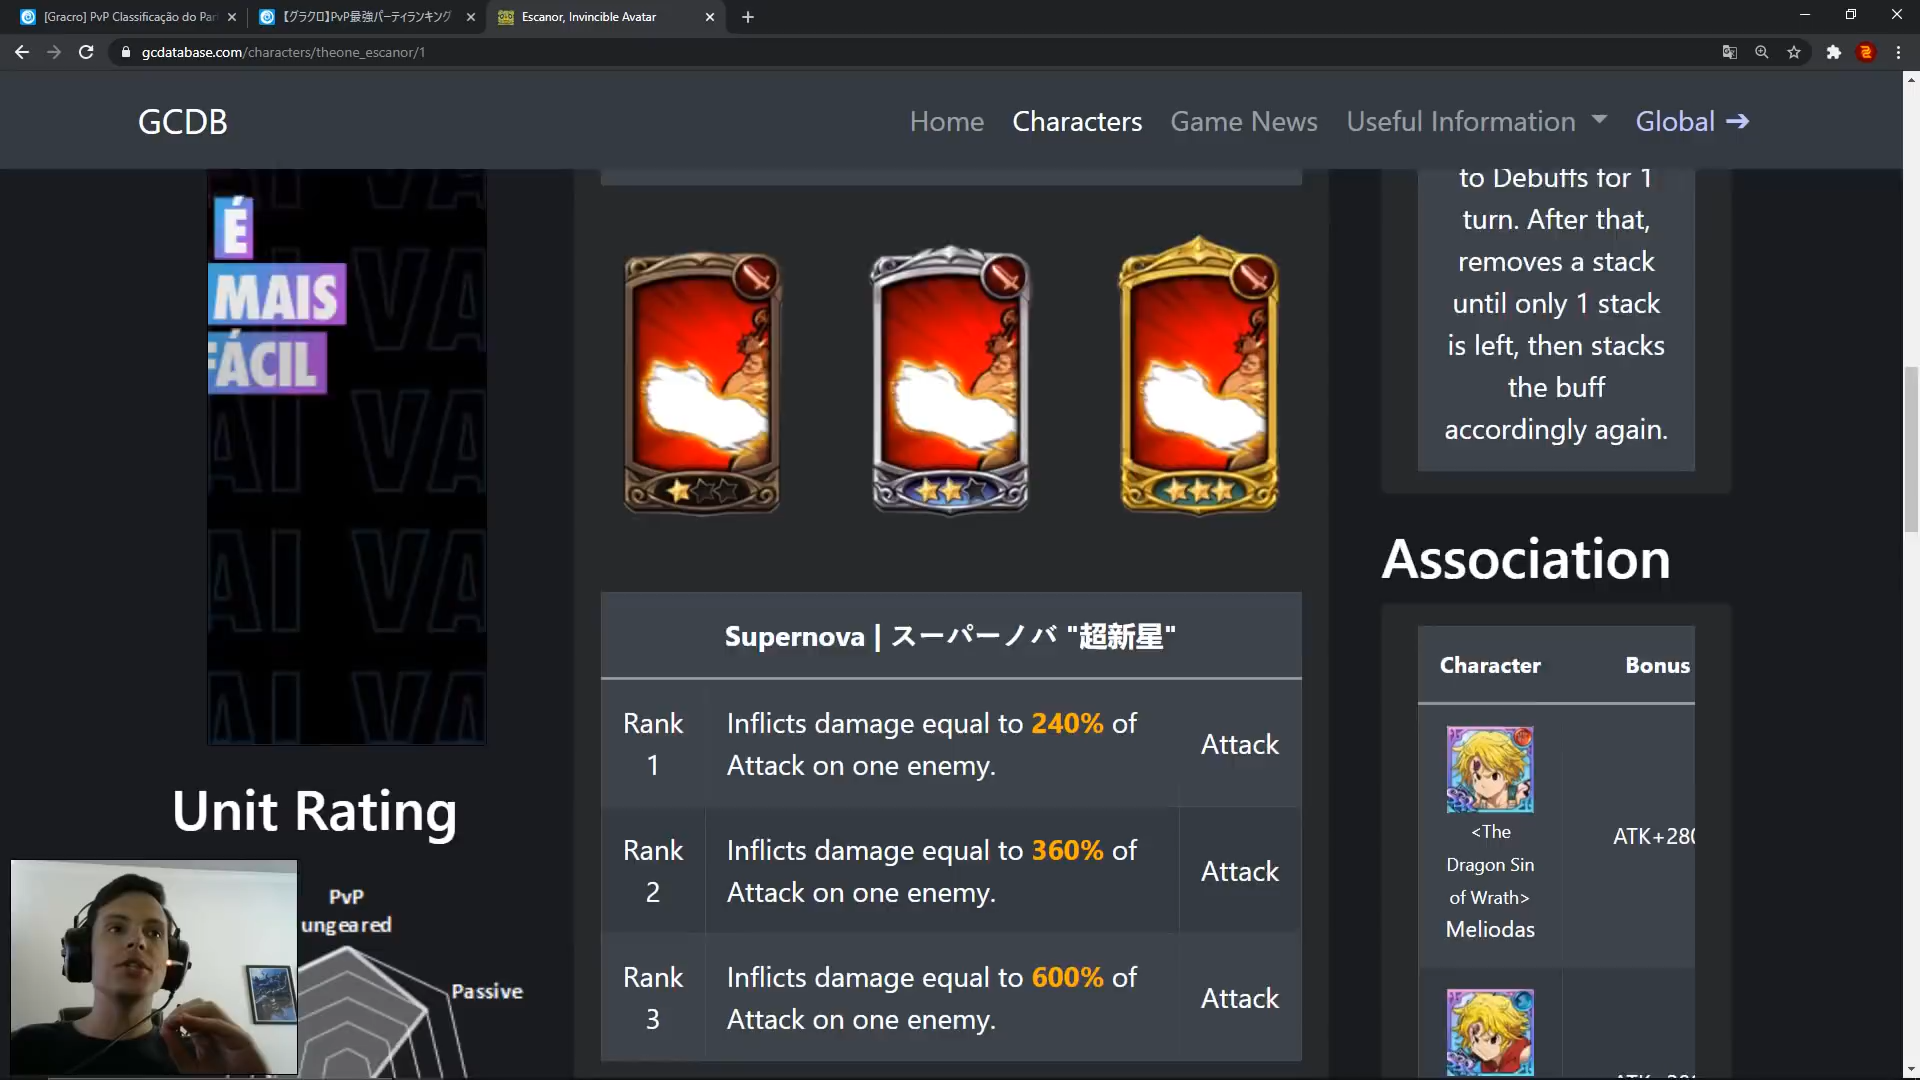 [Gracro] PvP Classificação do Par
【グラクロ】PvP最強パーティランキング
Escanor, Invincible Avatar
gcdatabase.com/characters/theone_escanor/1
GCDB
Home
Characters
Game News
Useful Information
Global
É
MAIS
FÁCIL
to Debuffs for 1
turn. After that,
removes a stack
until only 1 stack
is left, then stacks
the buff
accordingly again.
Supernova | スーパーノバ "超新星"
Rank
1
Inflicts damage equal to 240% of
Attack on one enemy.
Attack
Rank
2
Inflicts damage equal to 360% of
Attack on one enemy.
Attack
Rank
3
Inflicts damage equal to 600% of
Attack on one enemy.
Attack
Association
Character
Bonus
<The
Dragon Sin
of Wrath>
Meliodas
ATK+280
Unit Rating
PvP
ungeared
Passive